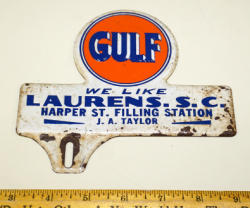 GULF
WE LIKE
LAURENS. S.C.
HARPER ST. FILLING STATION
J. A. TAYLOR